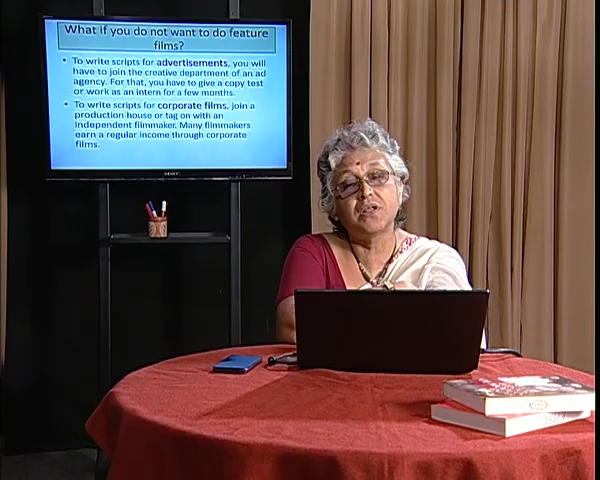 What if you do not want to do feature
films?
• To write scripts for advertisements, you will
have to join the creative department of an ad
agency. For that, you have to give a copy test
or work as an intern for a few months.
• To write scripts for corporate films, join a
production house or tag on with an
independent filmmaker. Many filmmakers
earn a regular income through corporate
films.
SONY